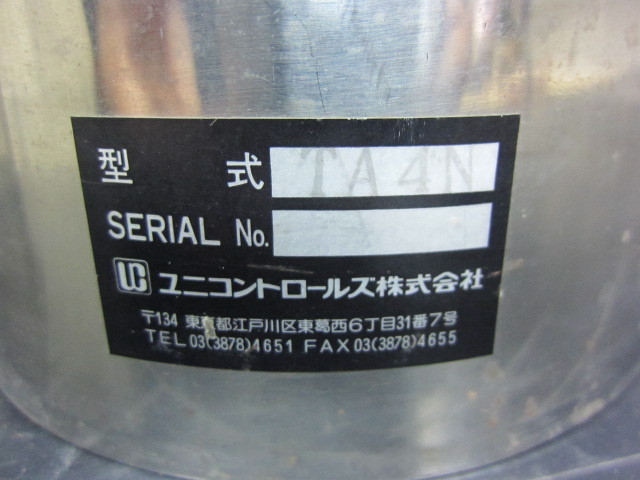 型式 TA4N
SERIAL No.
UC ユニコントロールズ株式会社
〒134 東京都江戸川区東葛西6丁目31番7号
TEL 03(3878)4651 FAX 03(3878)4655